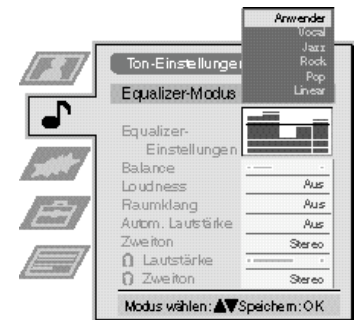 Anwender
Vocal
Jazz
Rock
Pop
Linear
Ton-Einstellunge
Equalizer-Modus
Equalizer-
Einstellungen
Balance
Loudness Aus
Raumklang Aus
Autom. Lautstärke Aus
Zweiton Stereo
Lautstärke
Zweiton Stereo
Modus wählen: ▲▼ Speichern: OK